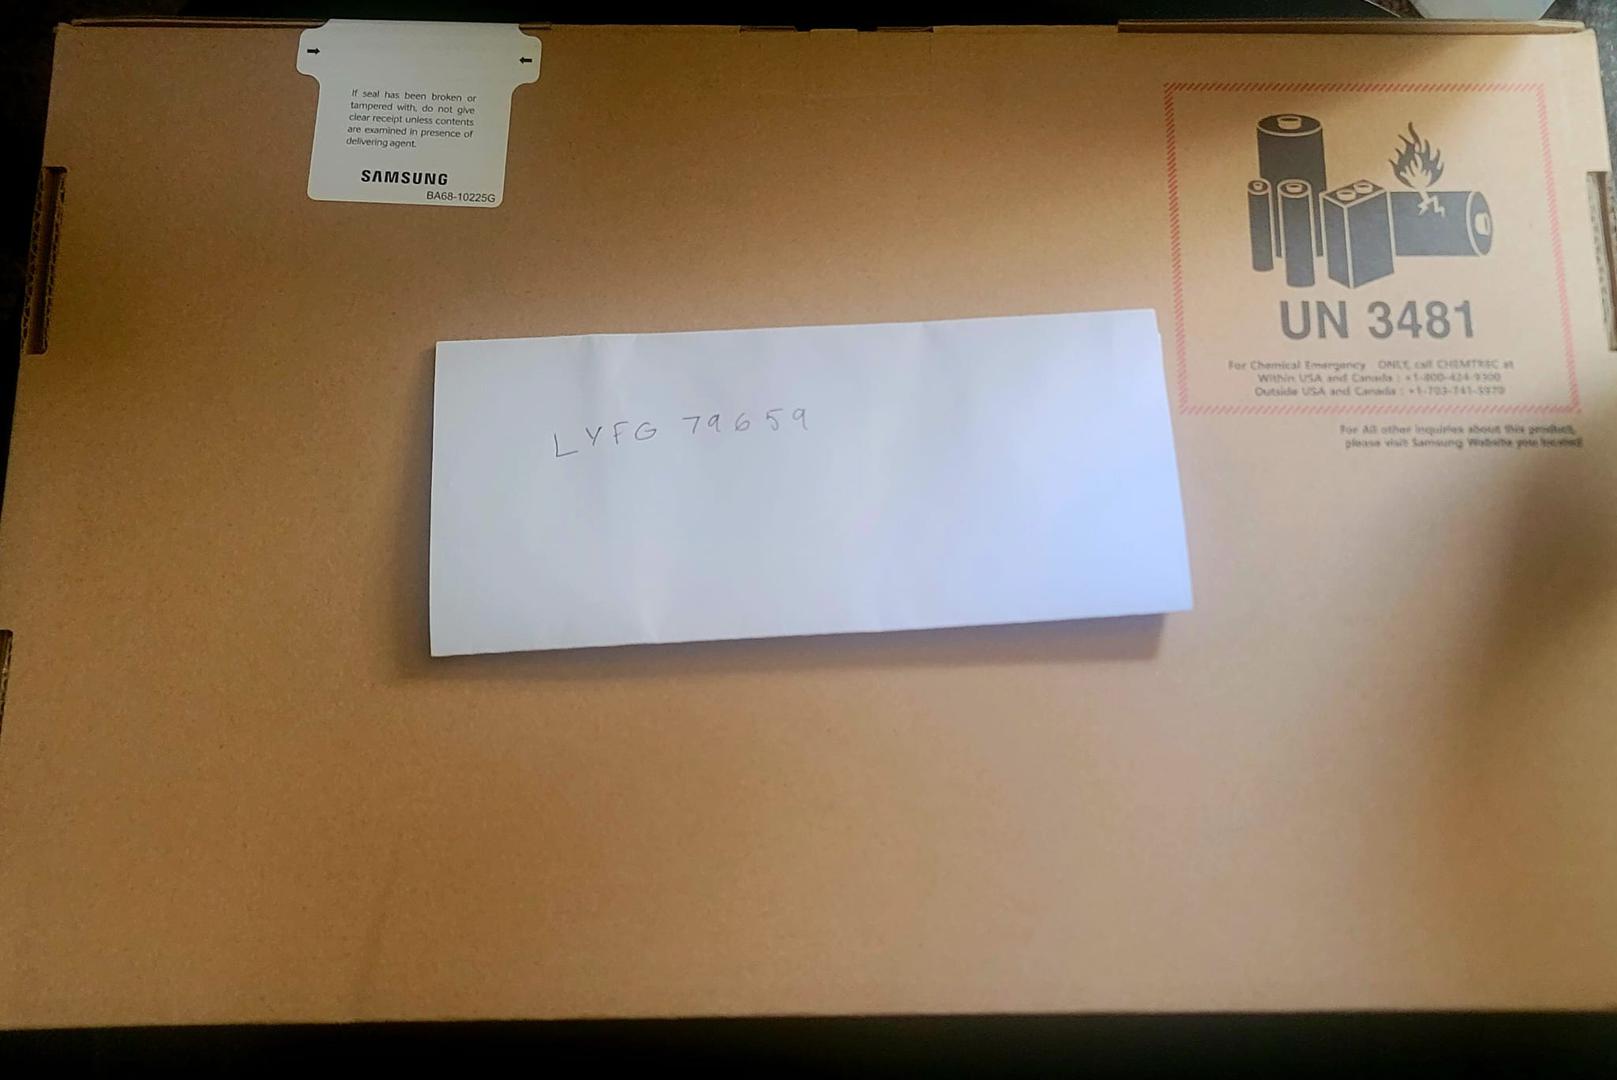 If seal has been broken or
tampered with, do not give
clear receipt unless contents
are examined in presence of
delivering agent.
SAMSUNG
BA68-10225G
UN 3481
For Chemical Emergency ONLY, call CHEMTREC at
Within USA and Canada : +1-800-424-9300
Outside USA and Canada : +1-703-741-5970
For All other inquiries about this product,
please visit Samsung Website you located
LYFG 79659